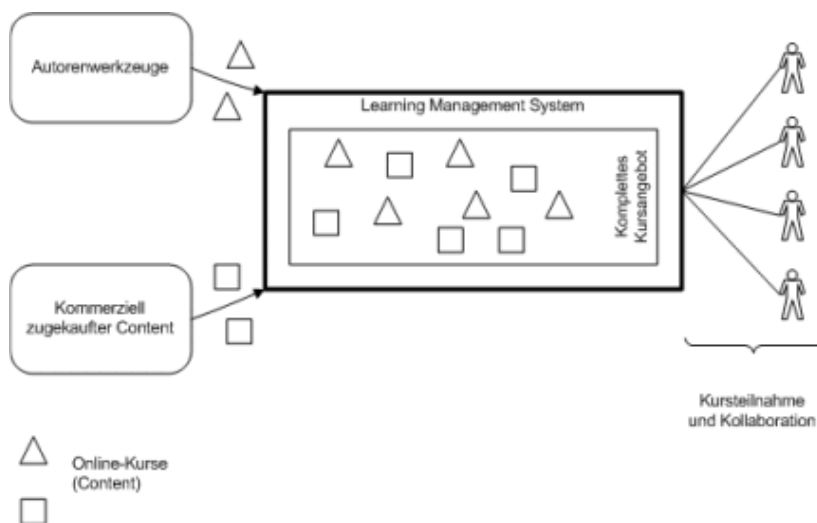 Autorenwerkzeuge
Learning Management System
Komplettes
Kursangebot
Kommerziell
zugekaufter Content
Kursteilnahme
und Kollaboration
Online-Kurse
(Content)